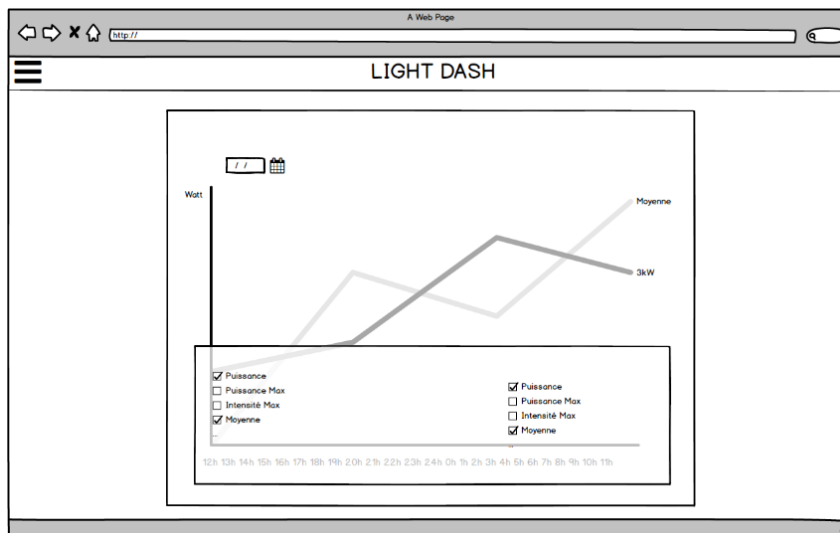 A Web Page
http://
LIGHT DASH
/ /
Watt
Moyenne
3kW
Puissance
Puissance Max
Intensité Max
Moyenne
Puissance
Puissance Max
Intensité Max
Moyenne
12h 13h 14h 15h 16h 17h 18h 19h 20h 21h 22h 23h 24h 0h 1h 2h 3h 4h 5h 6h 7h 8h 9h 10h 11h